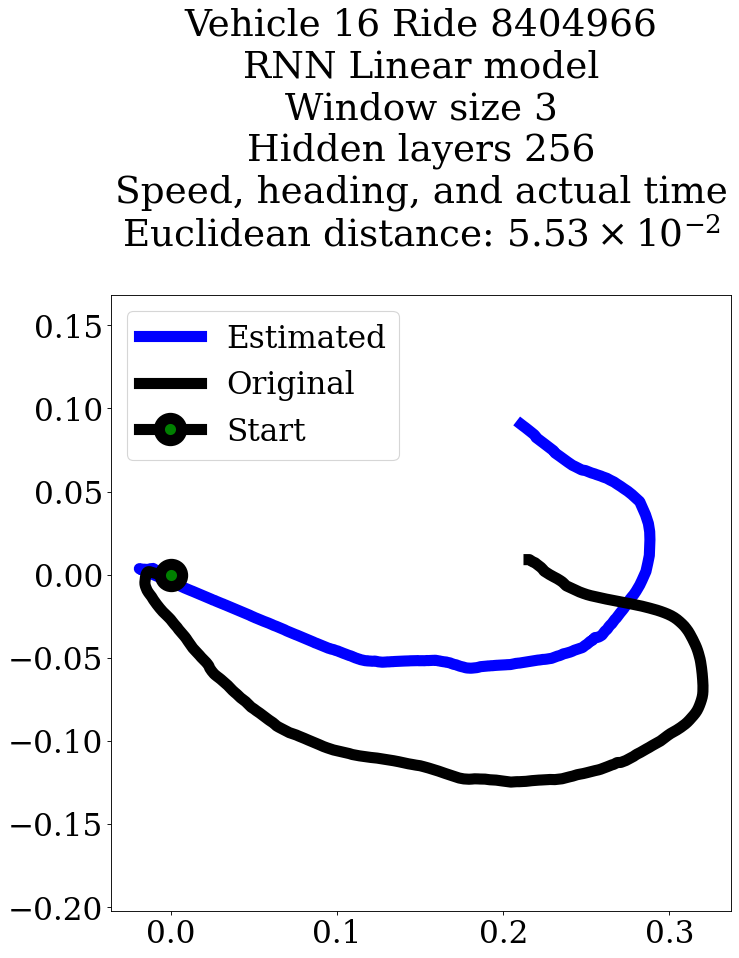 Vehicle 16 Ride 8404966
RNN Linear model
Window size 3
Hidden layers 256
Speed, heading, and actual time
Euclidean distance: 5.53 × 10⁻²
Estimated
Original
Start
0.15
0.10
0.05
0.00
−0.05
−0.10
−0.15
−0.20
0.0 0.1 0.2 0.3